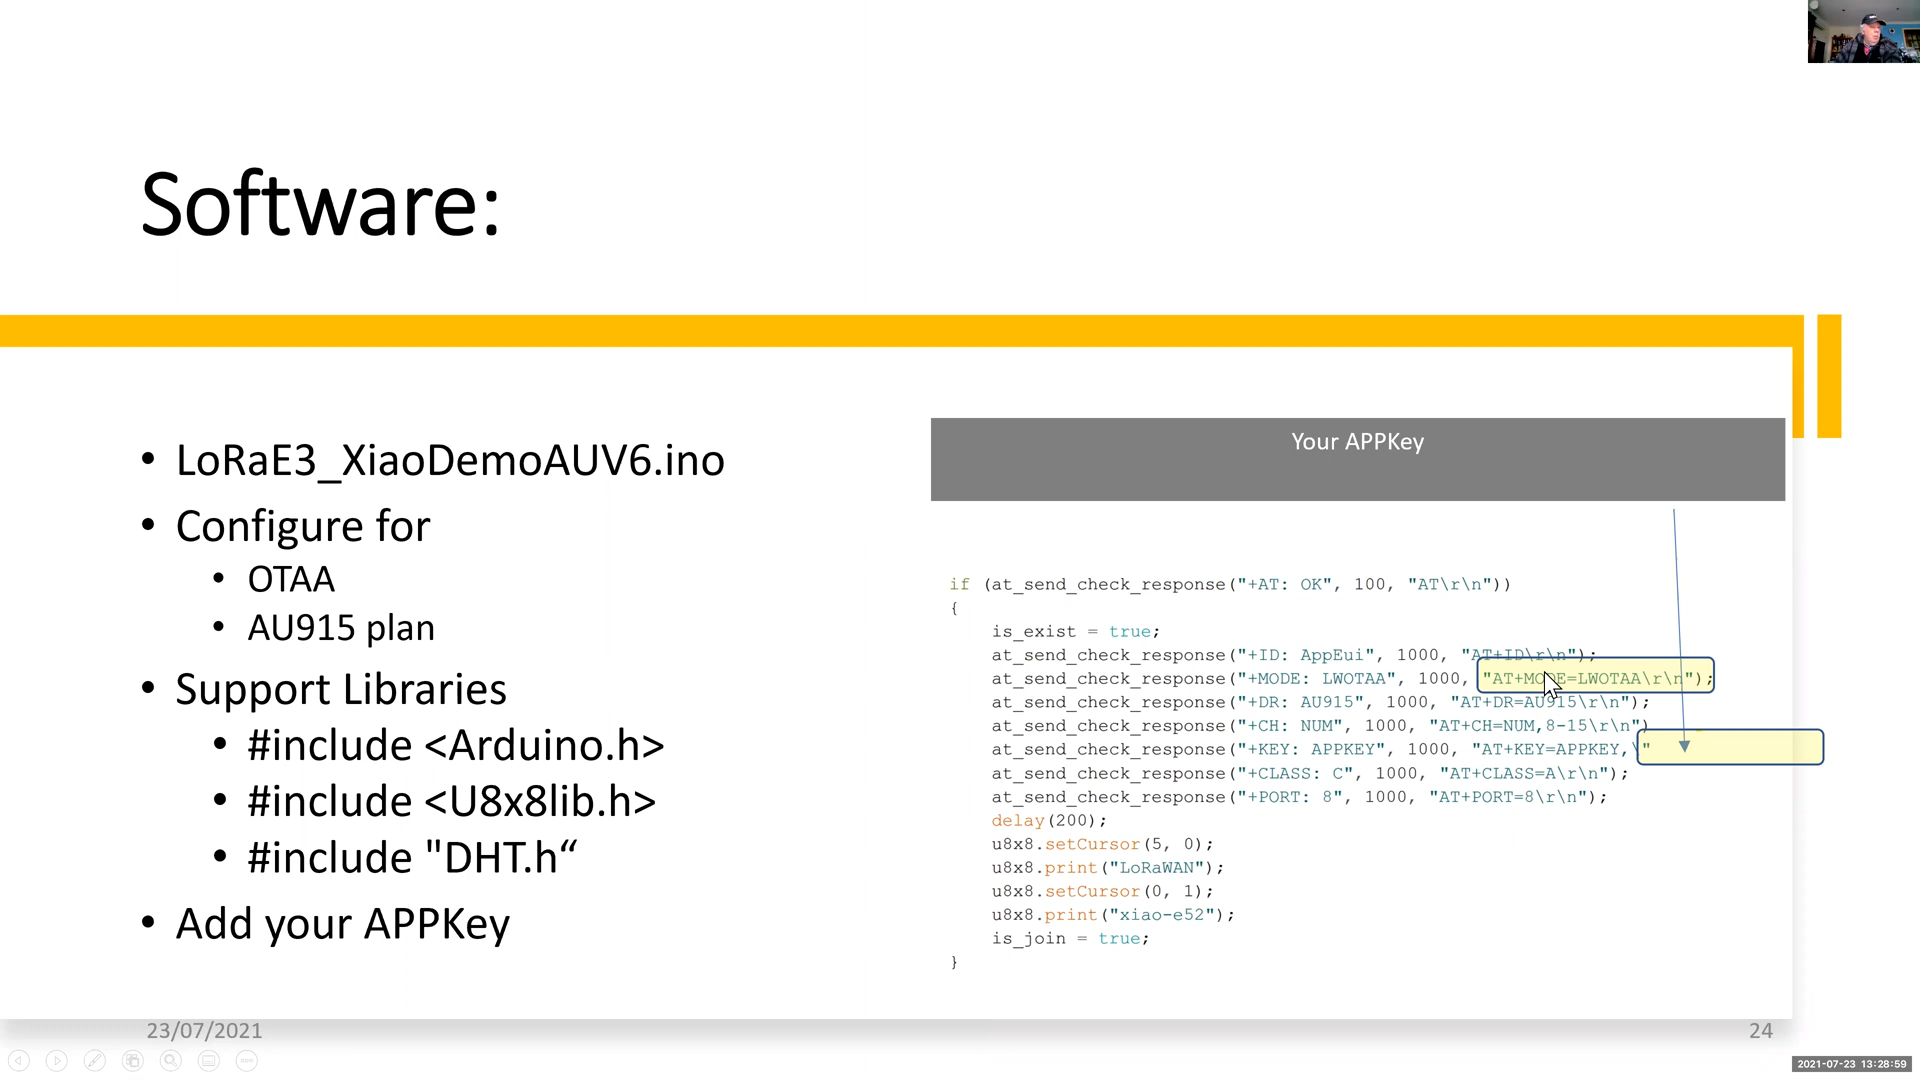 Software:
• LoRaE3_XiaoDemoAUV6.ino
• Configure for
• OTAA
• AU915 plan
• Support Libraries
• #include <Arduino.h>
• #include <U8x8lib.h>
• #include "DHT.h“
• Add your APPKey
Your APPKey
if (at_send_check_response("+AT: OK", 100, "AT\r\n"))
{
is_exist = true;
at_send_check_response("+ID: AppEui", 1000, "AT+ID\r\n");
at_send_check_response("+MODE: LWOTAA", 1000, "AT+MODE=LWOTAA\r\n");
at_send_check_response("+DR: AU915", 1000, "AT+DR=AU915\r\n");
at_send_check_response("+CH: NUM", 1000, "AT+CH=NUM,8-15\r\n")
at_send_check_response("+KEY: APPKEY", 1000, "AT+KEY=APPKEY,\"
at_send_check_response("+CLASS: C", 1000, "AT+CLASS=A\r\n");
at_send_check_response("+PORT: 8", 1000, "AT+PORT=8\r\n");
delay(200);
u8x8.setCursor(5, 0);
u8x8.print("LoRaWAN");
u8x8.setCursor(0, 1);
u8x8.print("xiao-e52");
is_join = true;
}
23/07/2021
24
2021-07-23 13:28:59